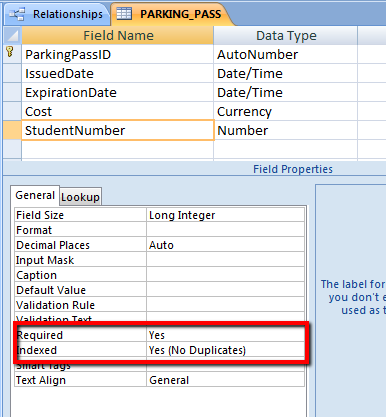 Relationships PARKING_PASS
Field Name Data Type
ParkingPassID AutoNumber
IssuedDate Date/Time
ExpirationDate Date/Time
Cost Currency
StudentNumber Number
Field Properties
General Lookup
Field Size Long Integer
Format
Decimal Places Auto
Input Mask
Caption
Default Value
Validation Rule
Validation Text
Required Yes
Indexed Yes (No Duplicates)
Smart Tags
Text Align General
The label for
you don't e
used as t